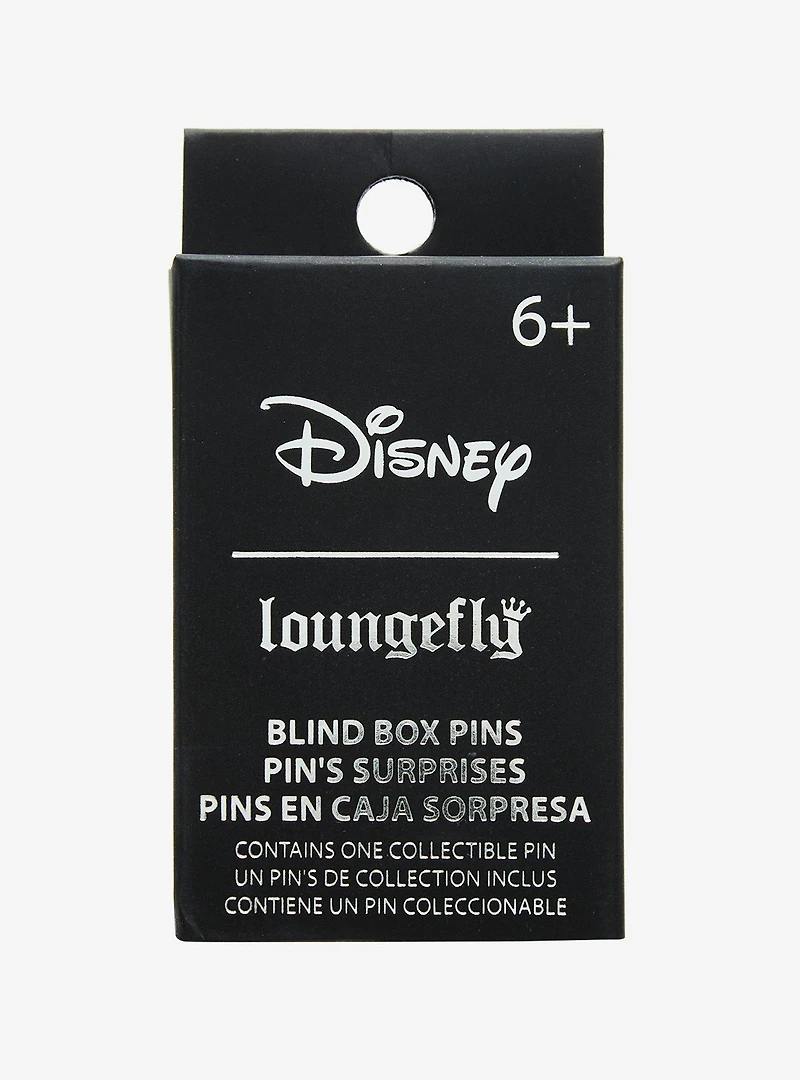 6+
Disney
loungefly
BLIND BOX PINS
PIN'S SURPRISES
PINS EN CAJA SORPRESA
CONTAINS ONE COLLECTIBLE PIN
UN PIN'S DE COLLECTION INCLUS
CONTIENE UN PIN COLECCIONABLE